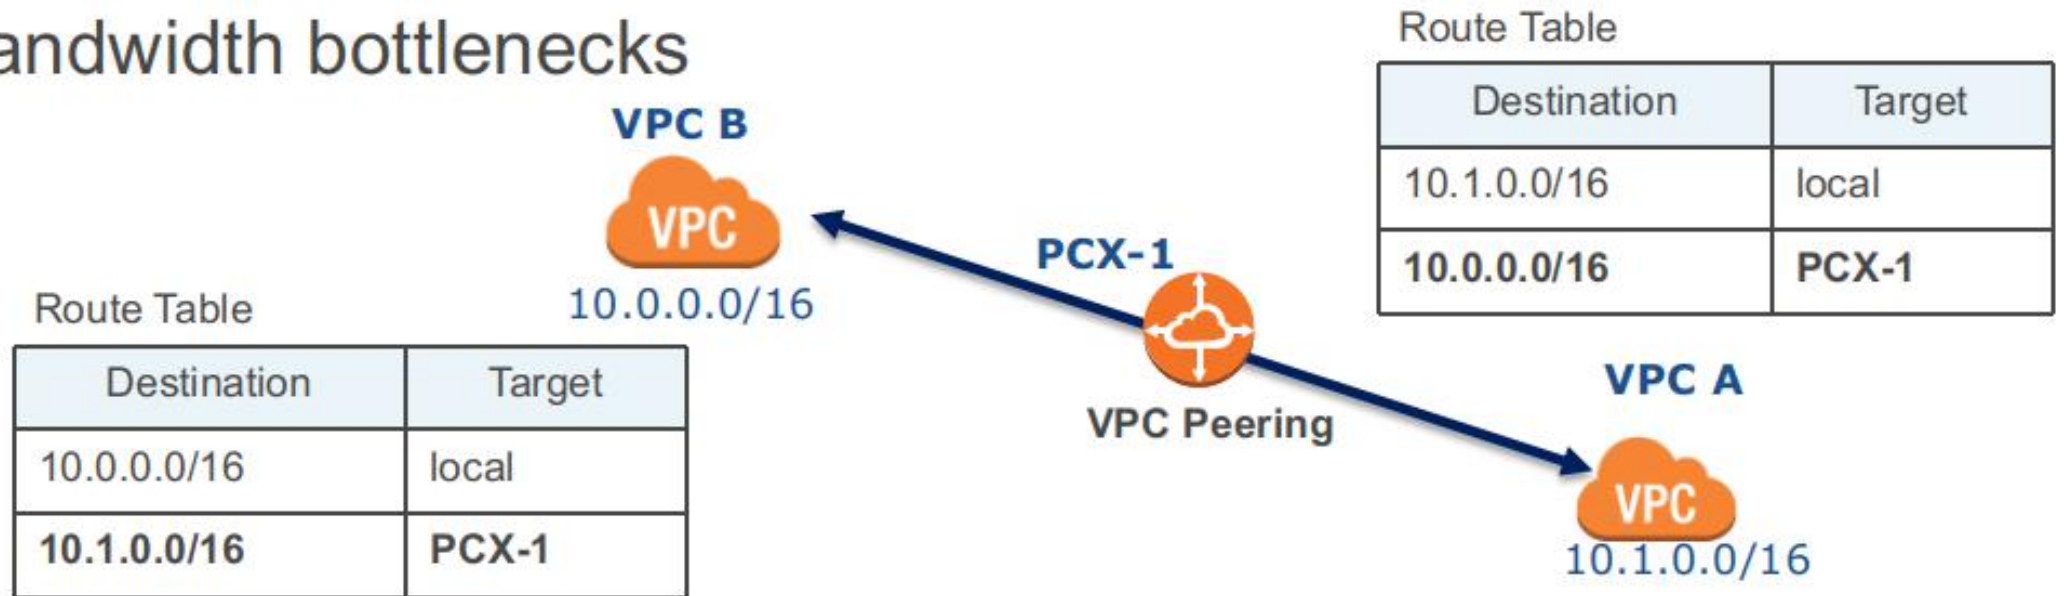 andwidth bottlenecks
Route Table
Destination Target
10.1.0.0/16 local
10.0.0.0/16 PCX-1
VPC B
VPC
10.0.0.0/16
PCX-1
VPC Peering
VPC A
VPC
10.1.0.0/16
Route Table
Destination Target
10.0.0.0/16 local
10.1.0.0/16 PCX-1